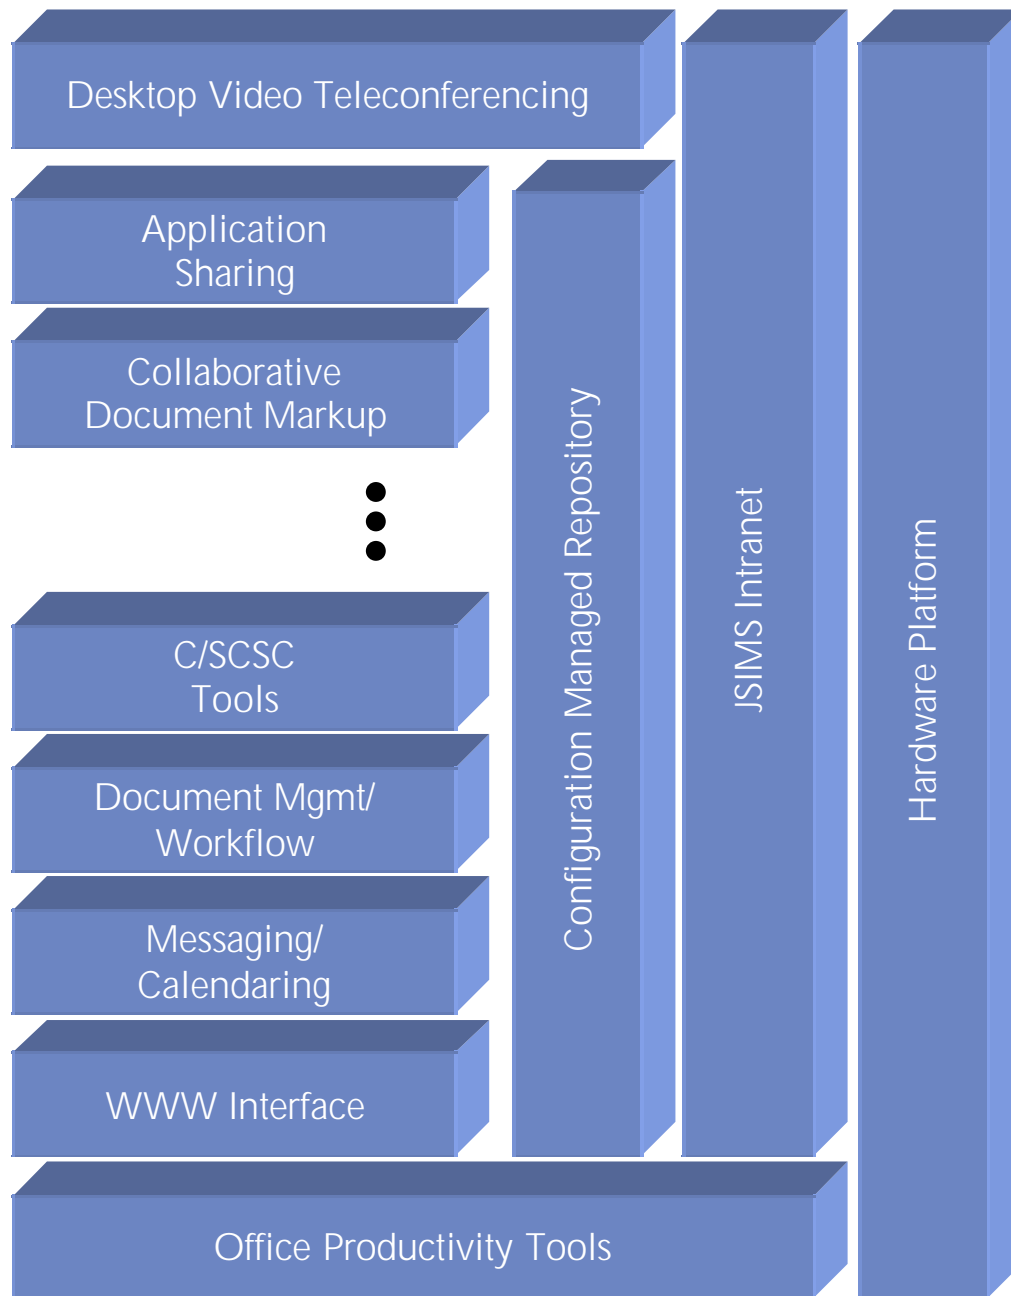 Desktop Video Teleconferencing
Application
Sharing
Collaborative
Document Markup
C/SCSC
Tools
Document Mgmt/
Workflow
Messaging/
Calendaring
WWW Interface
Office Productivity Tools
Configuration Managed Repository
JSIMS Intranet
Hardware Platform